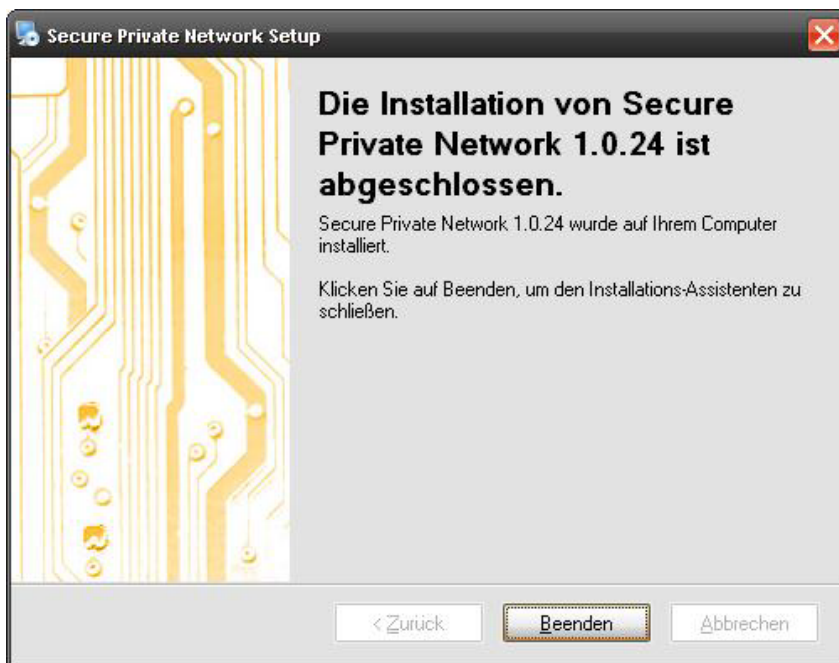 Secure Private Network Setup
Die Installation von Secure
Private Network 1.0.24 ist
abgeschlossen.
Secure Private Network 1.0.24 wurde auf Ihrem Computer
installiert.
Klicken Sie auf Beenden, um den Installations-Assistenten zu
schließen.
< Zurück
Beenden
Abbrechen